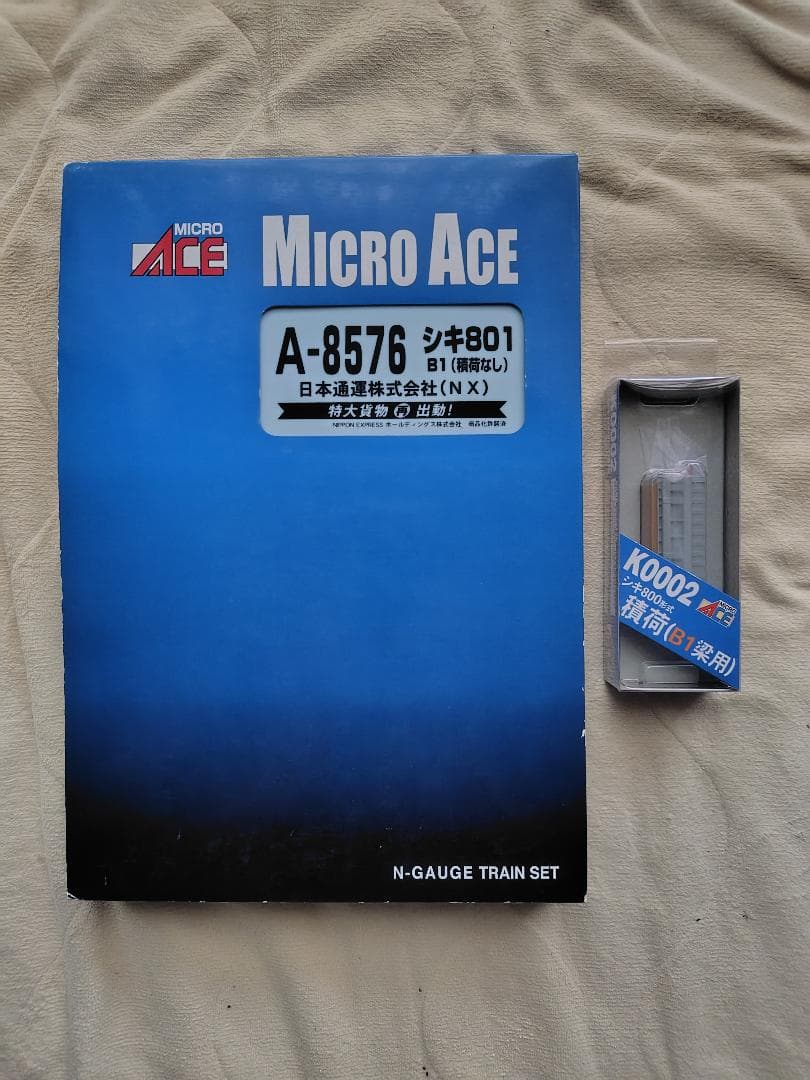 MICRO
ACE
MICRO ACE
A-8576
シキ801
B1(積荷なし)
日本通運株式会社(NX)
特大貨物 再 出動!
NIPPON EXPRESS ホールディングス株式会社 商品化許諾済
N-GAUGE TRAIN SET
K0002
シキ800形式
積荷(B1梁用)
MICRO
ACE